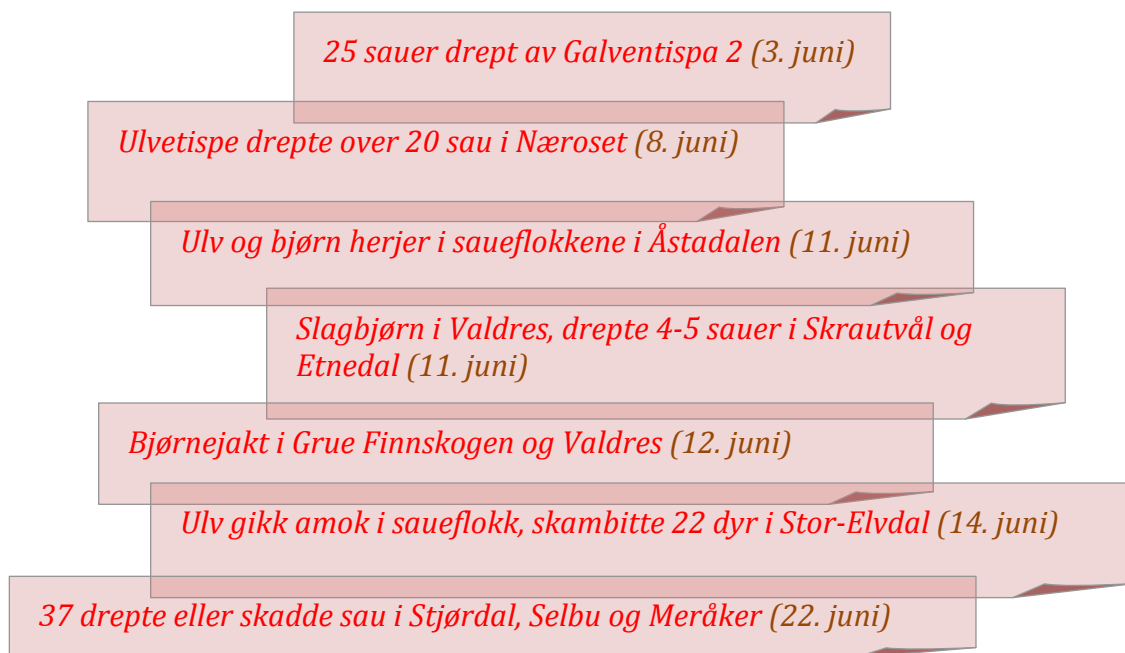 25 sauer drept av Galventispa 2 (3. juni)
Ulvetispe drepte over 20 sau i Næroset (8. juni)
Ulv og bjørn herjer i saueflokkene i Åstadalen (11. juni)
Slagbjørn i Valdres, drepte 4-5 sauer i Skrautvål og
Etnedal (11. juni)
Bjørnejakt i Grue Finnskogen og Valdres (12. juni)
Ulv gikk amok i saueflokk, skambitte 22 dyr i Stor-Elvdal (14. juni)
37 drepte eller skadde sau i Stjørdal, Selbu og Meråker (22. juni)